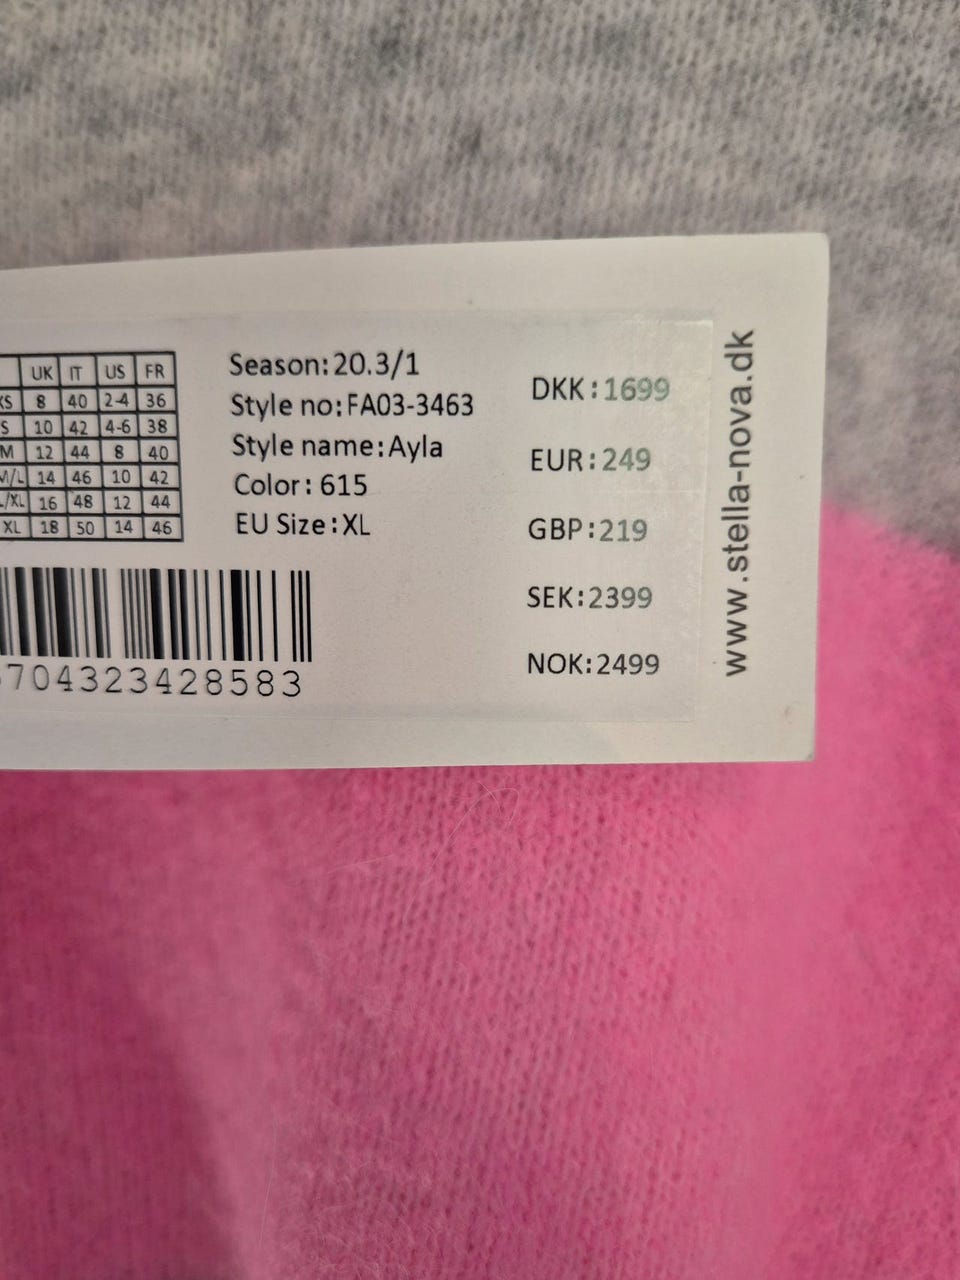 UK IT US FR
XS 8 40 2-4 36
S 10 42 4-6 38
M 12 44 8 40
M/L 14 46 10 42
L/XL 16 48 12 44
XL 18 50 14 46
704323428583
Season:20.3/1
Style no:FA03-3463
Style name:Ayla
Color: 615
EU Size:XL
DKK:1699
EUR:249
GBP:219
SEK:2399
NOK:2499
www.stella-nova.dk